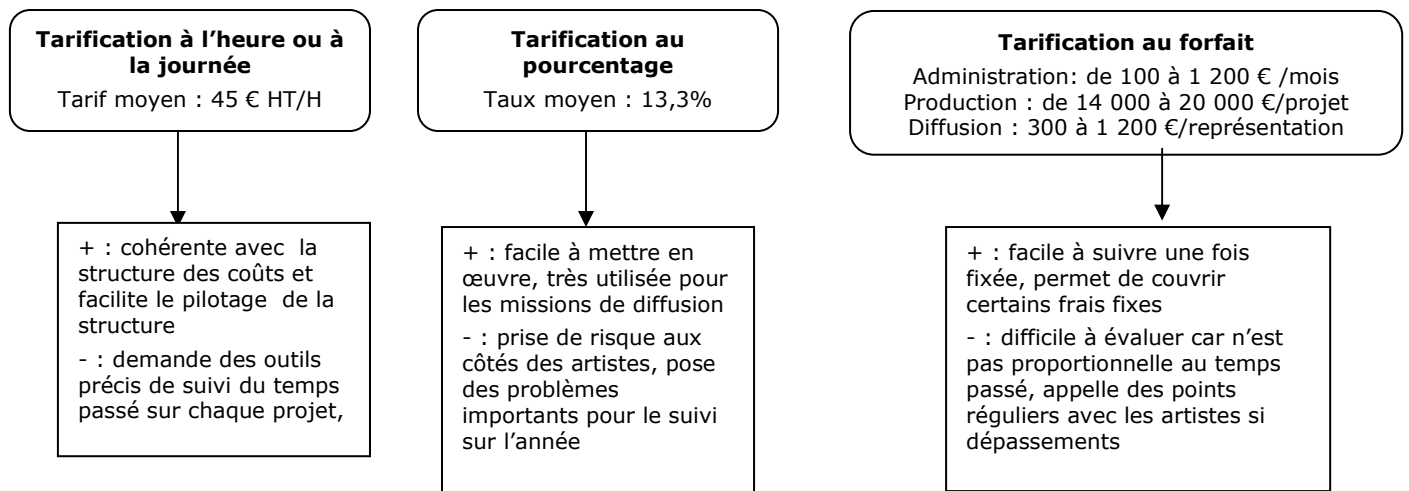 Tarification à l'heure ou à
la journée
Tarif moyen : 45 € HT/H
Tarification au
pourcentage
Taux moyen : 13,3%
Tarification au forfait
Administration: de 100 à 1 200 € /mois
Production : de 14 000 à 20 000 €/projet
Diffusion : 300 à 1 200 €/représentation
+ : cohérente avec la
structure des coûts et
facilite le pilotage de la
structure
- : demande des outils
précis de suivi du temps
passé sur chaque projet,
+ : facile à mettre en
œuvre, très utilisée pour
les missions de diffusion
- : prise de risque aux
côtés des artistes, pose
des problèmes
importants pour le suivi
sur l'année
+ : facile à suivre une fois
fixée, permet de couvrir
certains frais fixes
- : difficile à évaluer car n'est
pas proportionnelle au temps
passé, appelle des points
réguliers avec les artistes si
dépassements